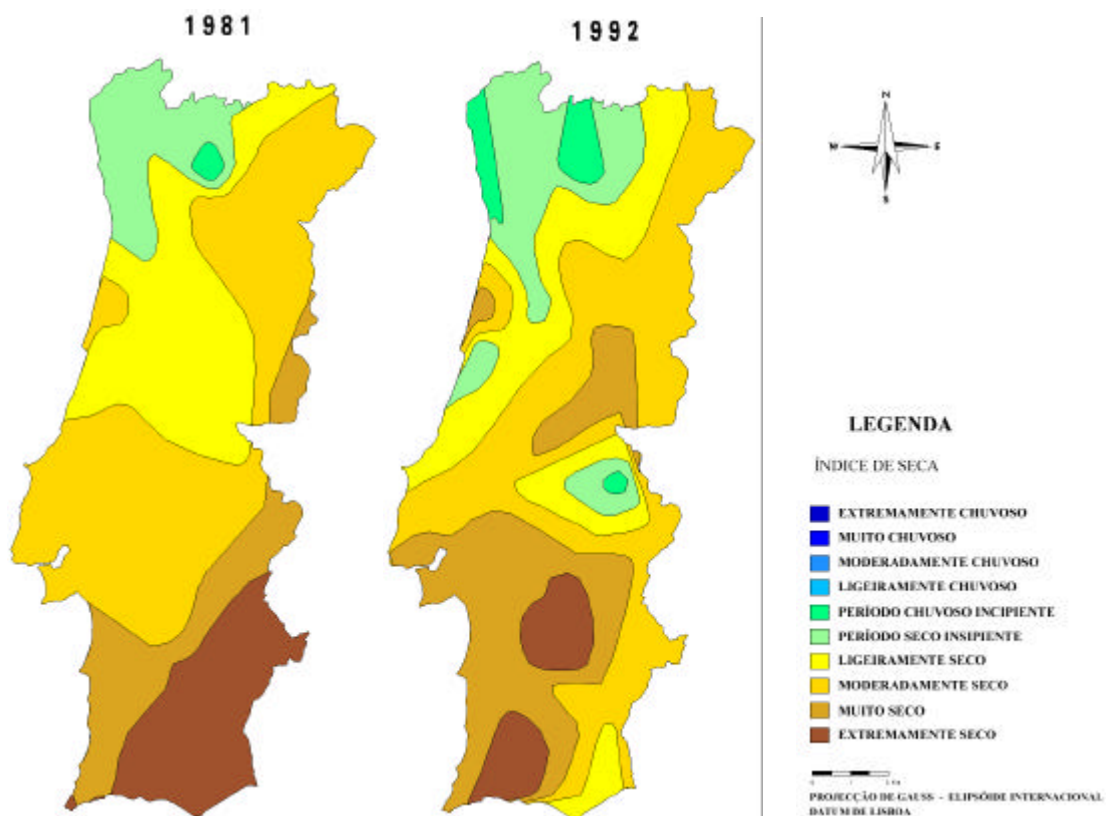 1981
1992
N
W E
S
LEGENDA
ÍNDICE DE SECA
EXTREMAMENTE CHUVOSO
MUITO CHUVOSO
MODERADAMENTE CHUVOSO
LIGEIRAMENTE CHUVOSO
PERÍODO CHUVOSO INCIPIENTE
PERÍODO SECO INSIPIENTE
LIGEIRAMENTE SECO
MODERADAMENTE SECO
MUITO SECO
EXTREMAMENTE SECO
PROJECÇÃO DE GAUSS - ELIPSÓIDE INTERNACIONAL
DATUM DE LISBOA